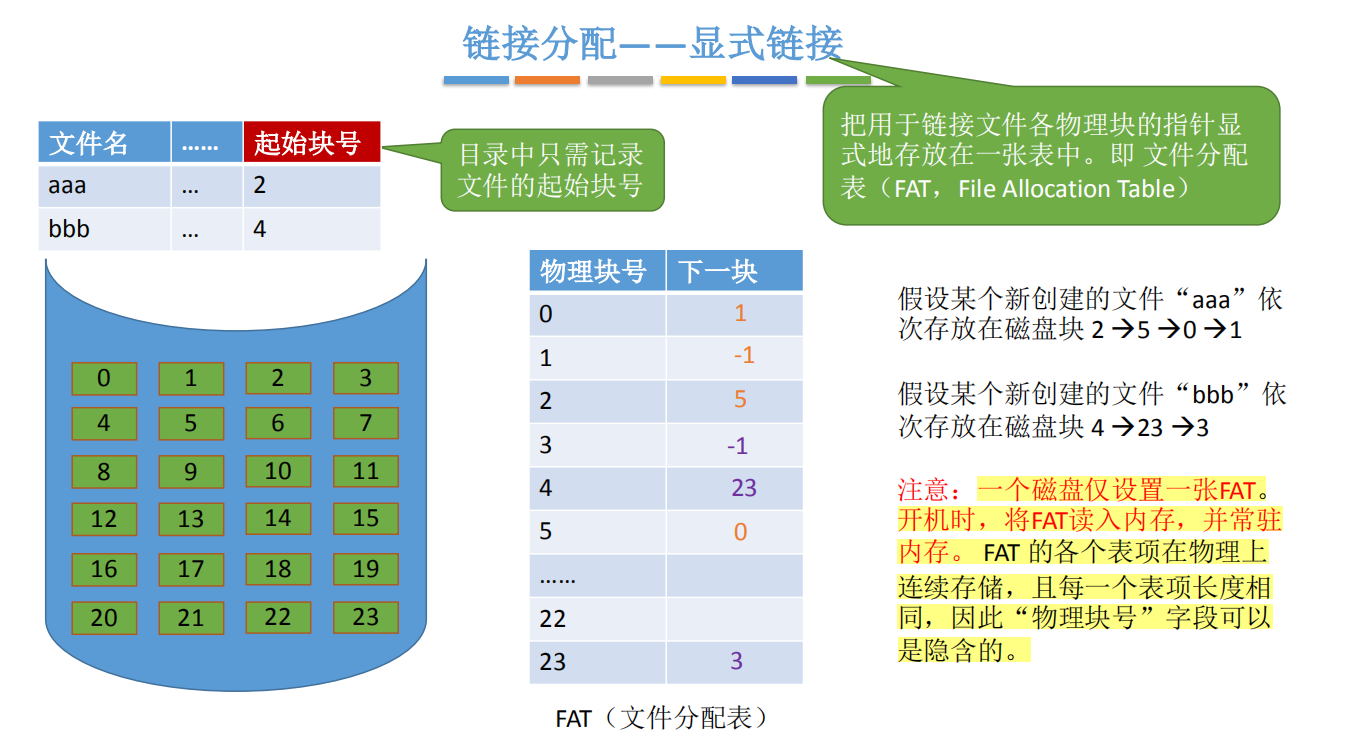 链接分配——显式链接
把用于链接文件各物理块的指针显
式地存放在一张表中。即 文件分配
表（FAT，File Allocation Table）
文件名 …… 起始块号
aaa … 2
bbb … 4
目录中只需记录
文件的起始块号
0 1 2 3
4 5 6 7
8 9 10 11
12 13 14 15
16 17 18 19
20 21 22 23
物理块号 下一块
0 1
1 -1
2 5
3 -1
4 23
5 0
……
22
23 3
FAT（文件分配表）
假设某个新创建的文件“aaa”依
次存放在磁盘块 2 →5 →0 →1
假设某个新创建的文件“bbb”依
次存放在磁盘块 4 →23 →3
注意：一个磁盘仅设置一张FAT。
开机时，将FAT读入内存，并常驻
内存。 FAT 的各个表项在物理上
连续存储，且每一个表项长度相
同，因此“物理块号”字段可以
是隐含的。